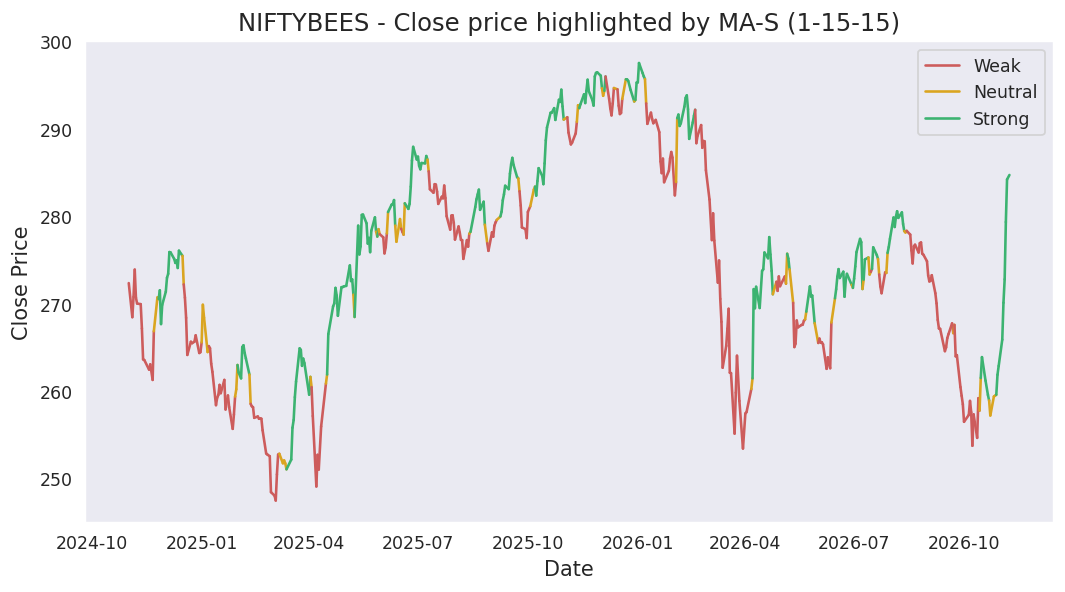 NIFTYBEES - Close price highlighted by MA-S (1-15-15)
Weak
Neutral
Strong
Close Price
300
290
280
270
260
250
2024-10 2025-01 2025-04 2025-07 2025-10 2026-01 2026-04 2026-07 2026-10
Date